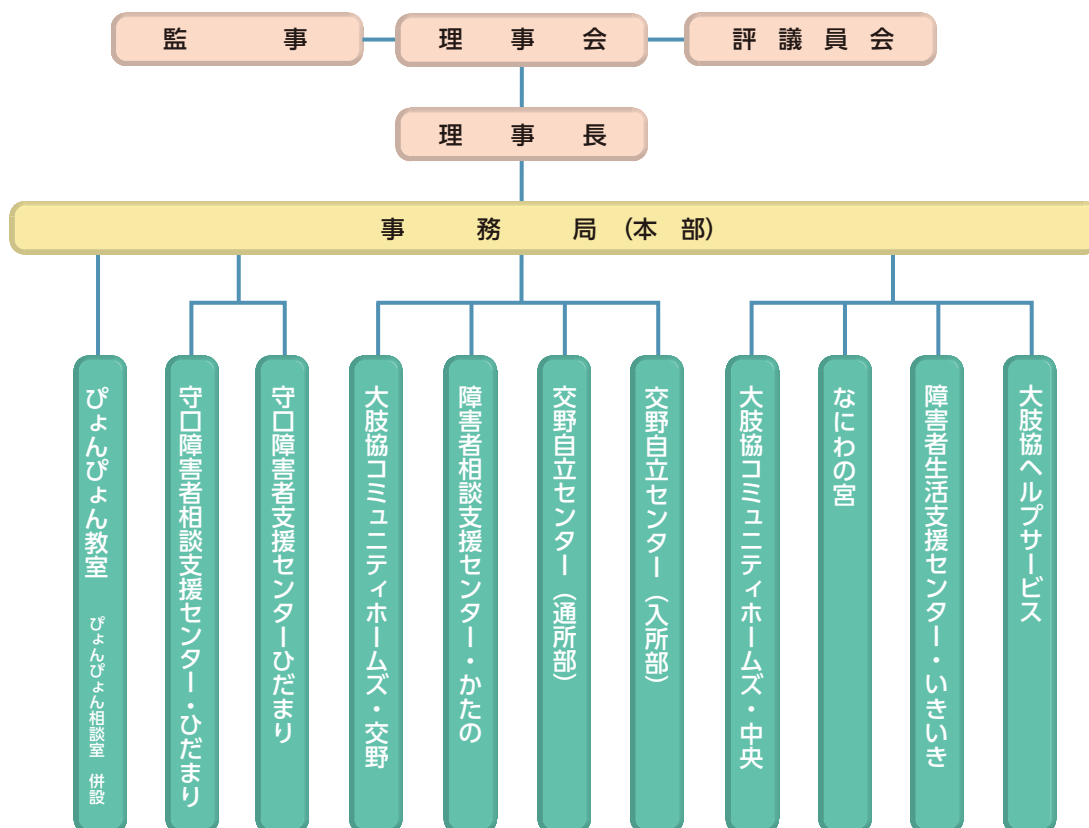 監事
理事会
評議員会
理事長
事務局（本部）
ぴょんぴょん教室 ぴょんぴょん相談室 併設
守口障害者相談支援センター・ひだまり
守口障害者支援センターひだまり
大肢協コミュニティホームズ・交野
障害者相談支援センター・かたの
交野自立センター（通所部）
交野自立センター（入所部）
大肢協コミュニティホームズ・中央
なにわの宮
障害者生活支援センター・いきいき
大肢協ヘルプサービス